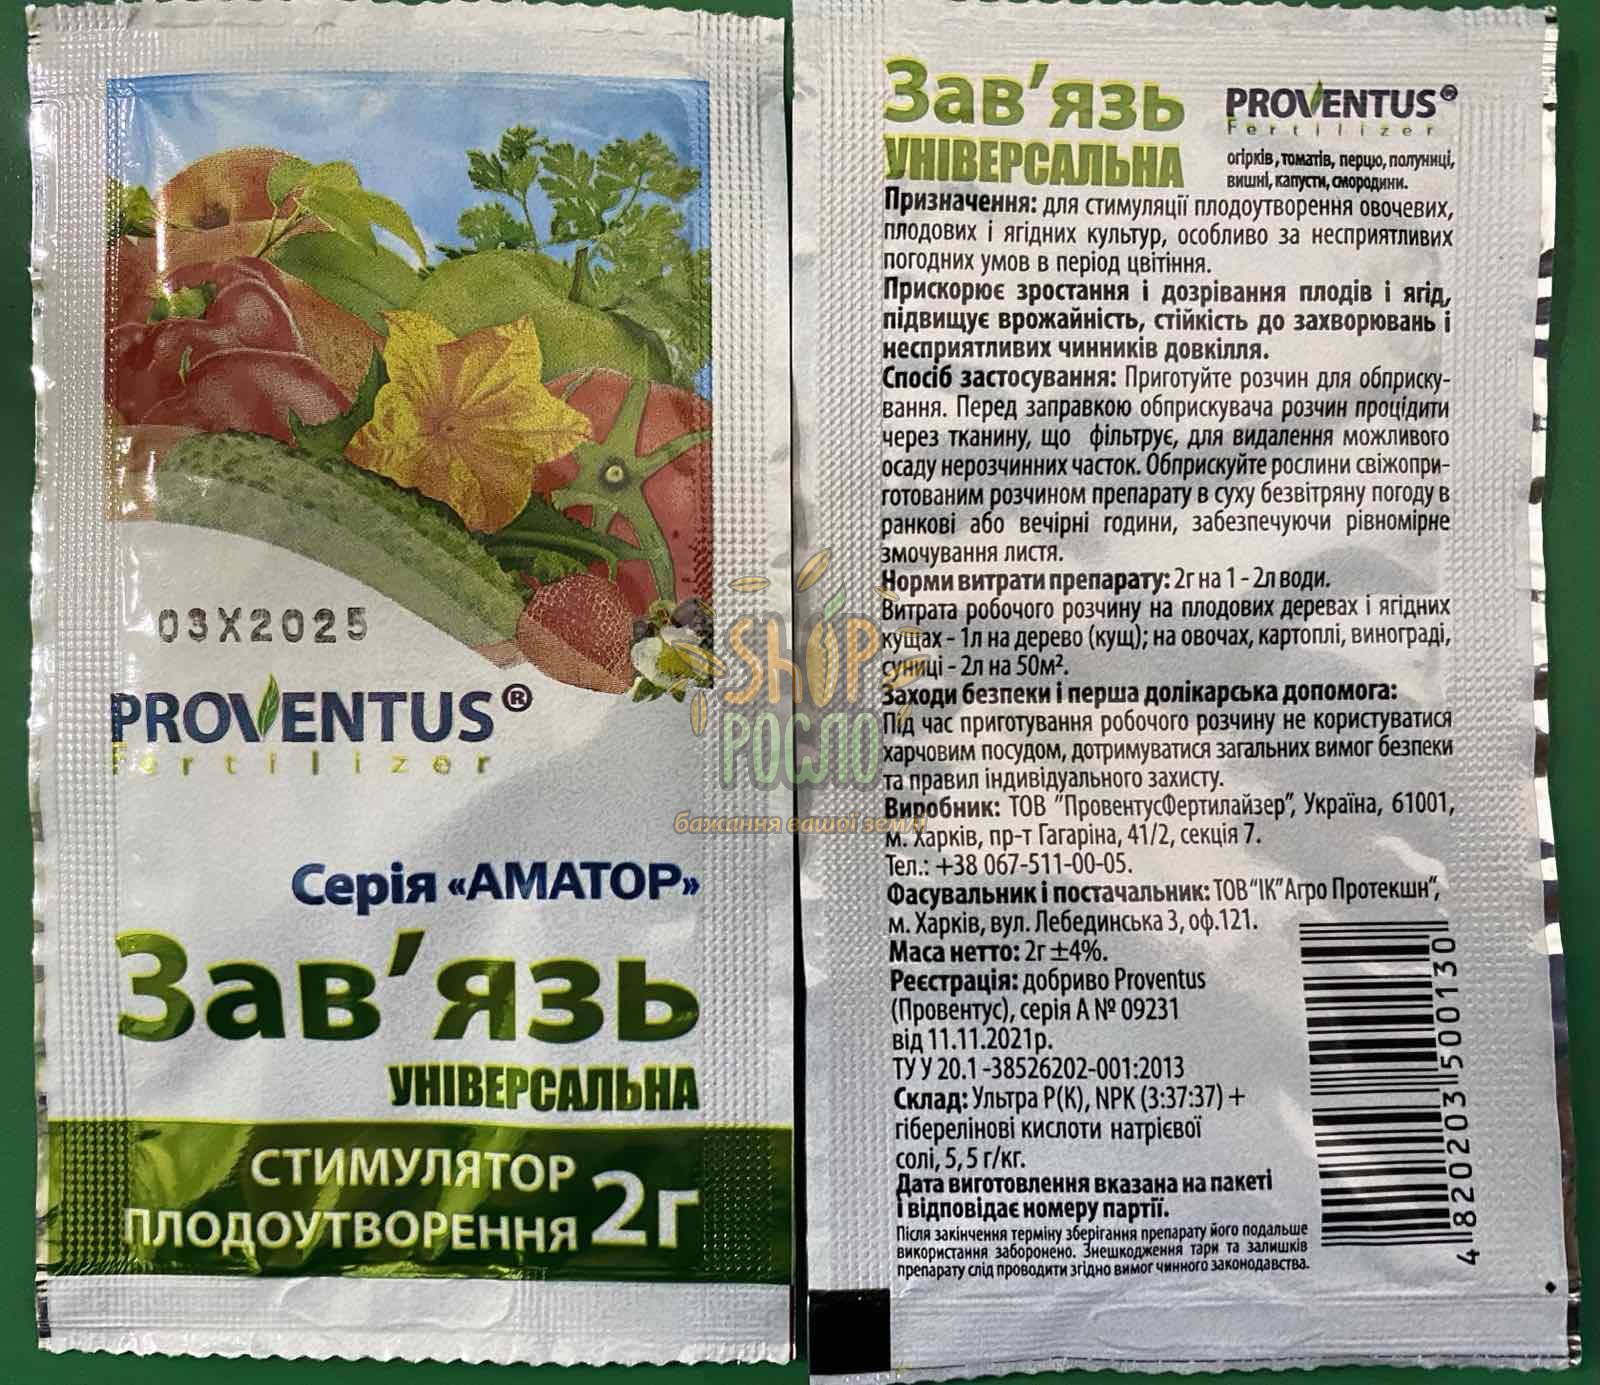 03X2025
PROVENTUS®
Fertilizer
Серія «АМАТОР»
Зав’язь
УНІВЕРСАЛЬНА
СТИМУЛЯТОР
ПЛОДОУТВОРЕННЯ 2г
SHOP
РОСЛО
бажання вашої землі
Зав’язь
УНІВЕРСАЛЬНА
PROVENTUS®
Fertilizer
огірків, томатів, перцю, полуниці,
вишні, капусти, смородини.
Призначення: для стимуляції плодоутворення овочевих,
плодових і ягідних культур, особливо за несприятливих
погодних умов в період цвітіння.
Прискорює зростання і дозрівання плодів і ягід,
підвищує врожайність, стійкість до захворювань і
несприятливих чинників довкілля.
Спосіб застосування: Приготуйте розчин для обприску-
вання. Перед заправкою обприскувача розчин процідити
через тканину, що фільтрує, для видалення можливого
осаду нерозчинних часток. Обприскуйте рослини свіжопри-
готованим розчином препарату в суху безвітряну погоду в
ранкові або вечірні години, забезпечуючи рівномірне
змочування листя.
Норми витрати препарату: 2г на 1 - 2л води.
Витрата робочого розчину на плодових деревах і ягідних
кущах - 1л на дерево (кущ); на овочах, картоплі, винограді,
суниці - 2л на 50м².
Заходи безпеки і перша долікарська допомога:
Під час приготування робочого розчину не користуватися
харчовим посудом, дотримуватися загальних вимог безпеки
та правил індивідуального захисту.
Виробник: ТОВ "ПровентусФертилайзер", Україна, 61001,
м. Харків, пр-т Гагаріна, 41/2, секція 7.
Тел.: +38 067-511-00-05.
Фасувальник і постачальник: ТОВ“ІК”Агро Протекшн”,
м. Харків, вул. Лебединська 3, оф.121.
Маса нетто: 2г ±4%.
Реєстрація: добриво Proventus
(Провентус), серія А № 09231
від 11.11.2021р.
ТУ У 20.1 -38526202-001:2013
Склад: Ультра Р(К), NPK (3:37:37) +
гіберелінові кислоти натрієвої
солі, 5,5 г/кг.
Дата виготовлення вказана на пакеті
і відповідає номеру партії.
Після закінчення терміну зберігання препарату його подальше
використання заборонено. Знешкодження тари та залишків
препарату слід проводити згідно вимог чинного законодавства.
4820203500130